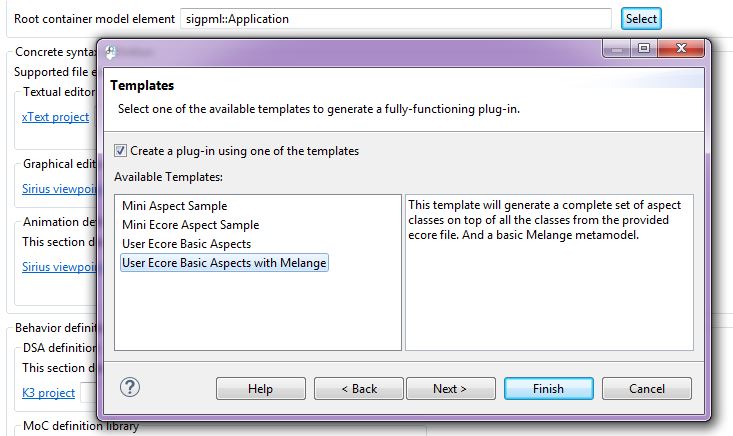 Root container model element
sigpml::Application
Select
Concrete synta
Supported file e
Textual editor
xText project
Graphical edit
Sirius viewpoin
Animation de
This section d
Sirius viewpoin
Behavior definiti
DSA definition
This section d
K3 project
MoC definition library
Templates
Select one of the available templates to generate a fully-functioning plug-in.
Create a plug-in using one of the templates
Available Templates:
Mini Aspect Sample
Mini Ecore Aspect Sample
User Ecore Basic Aspects
User Ecore Basic Aspects with Melange
This template will generate a complete set of aspect
classes on top of all the classes from the provided
ecore file. And a basic Melange metamodel.
Help
< Back
Next >
Finish
Cancel